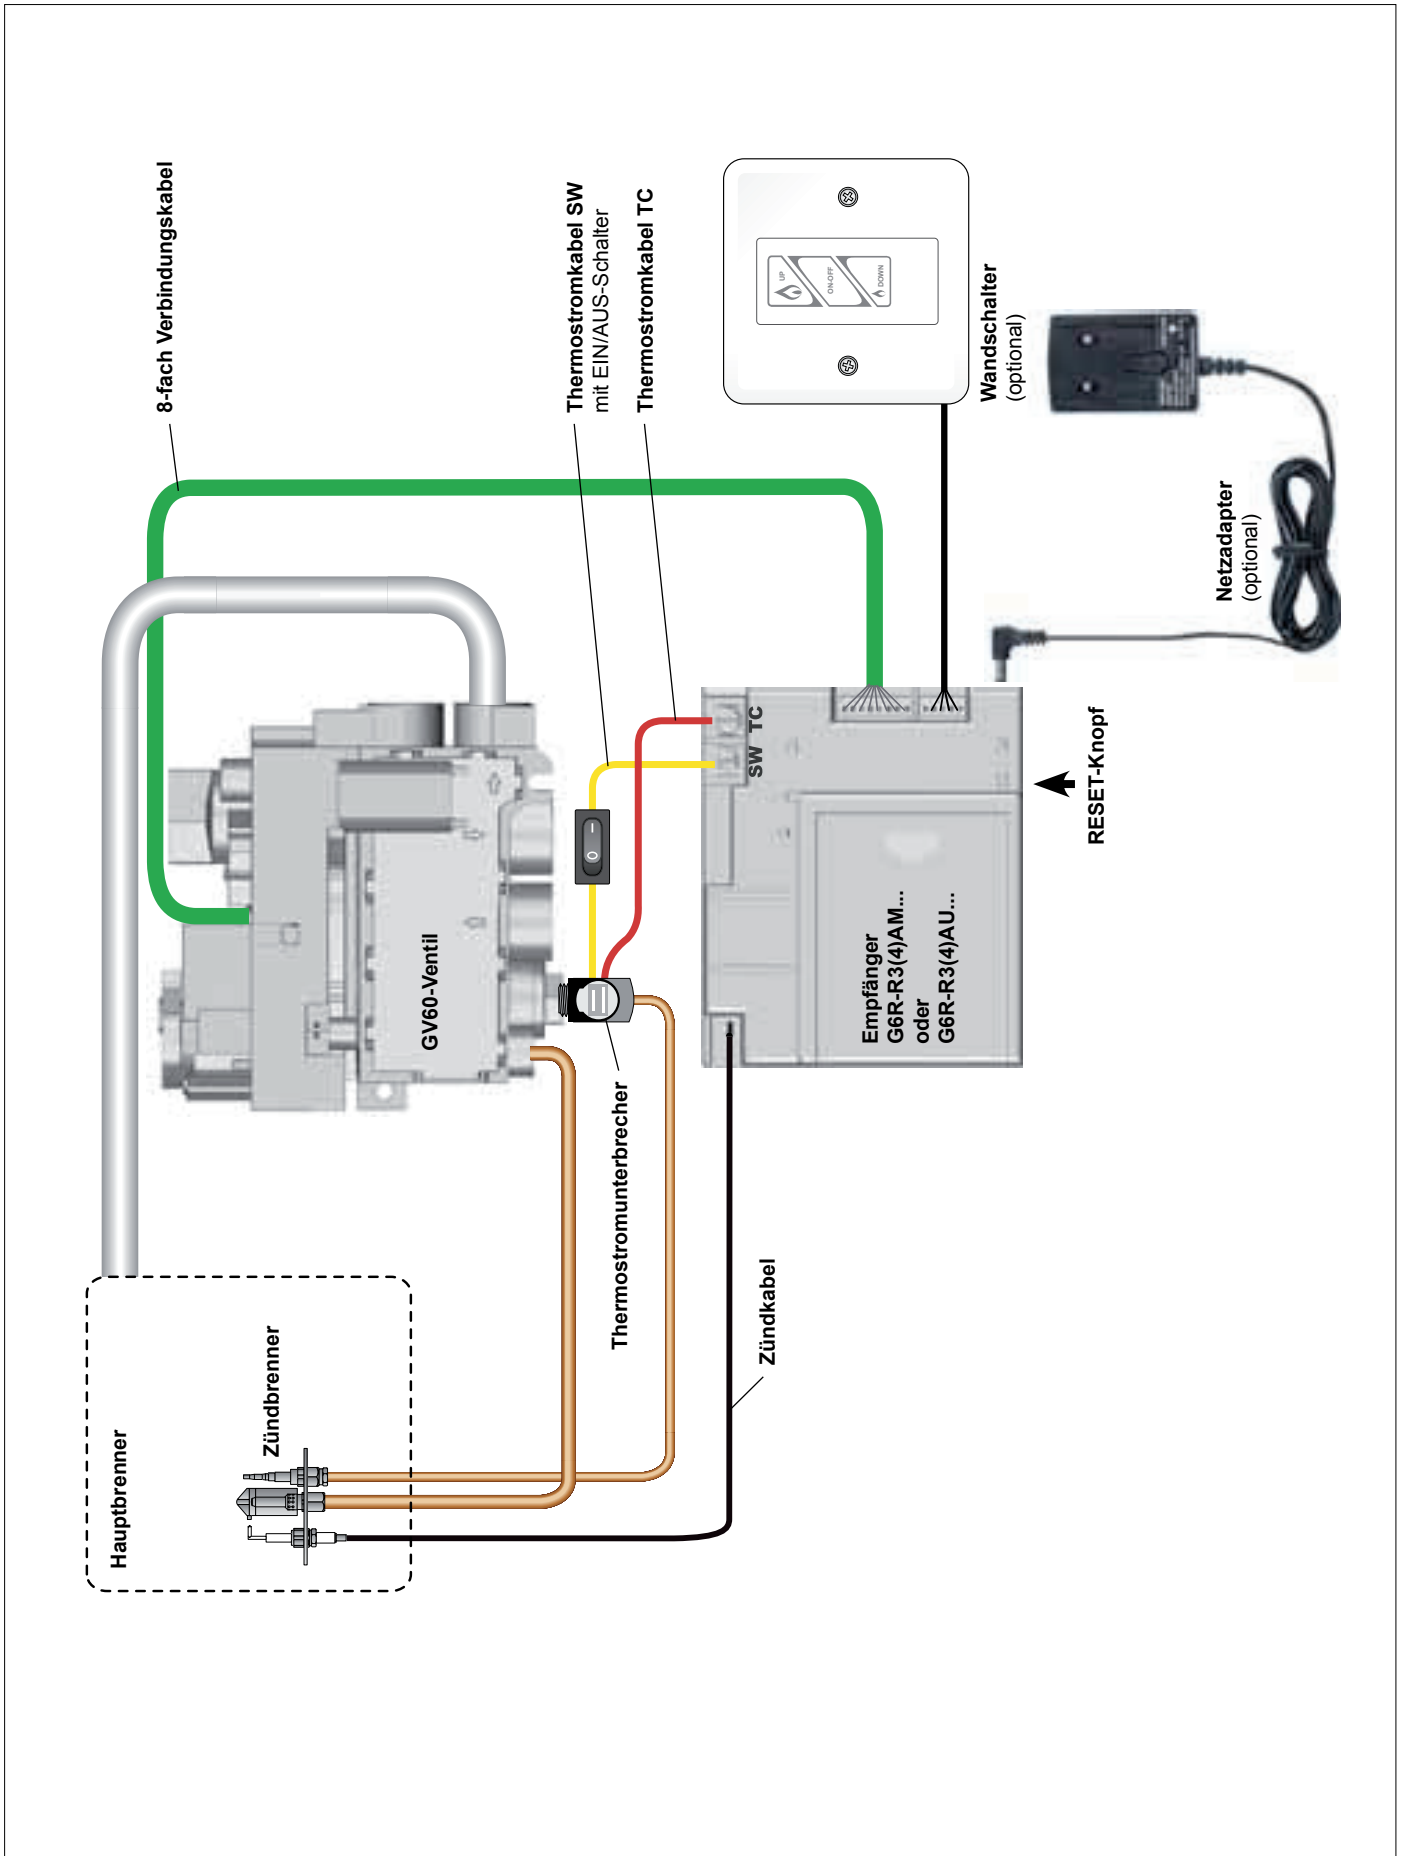 Hauptbrenner
Zündbrenner
8-fach Verbindungskabel
GV60-Ventil
Thermostromkabel SW
mit EIN/AUS-Schalter
Thermostromkabel TC
0 I
Thermostromunterbrecher
Zündkabel
SW TC
Empfänger
G6R-R3(4)AM...
oder
G6R-R3(4)AU...
UP
ON-OFF
DOWN
Wandschalter
(optional)
RESET-Knopf
Netzadapter
(optional)